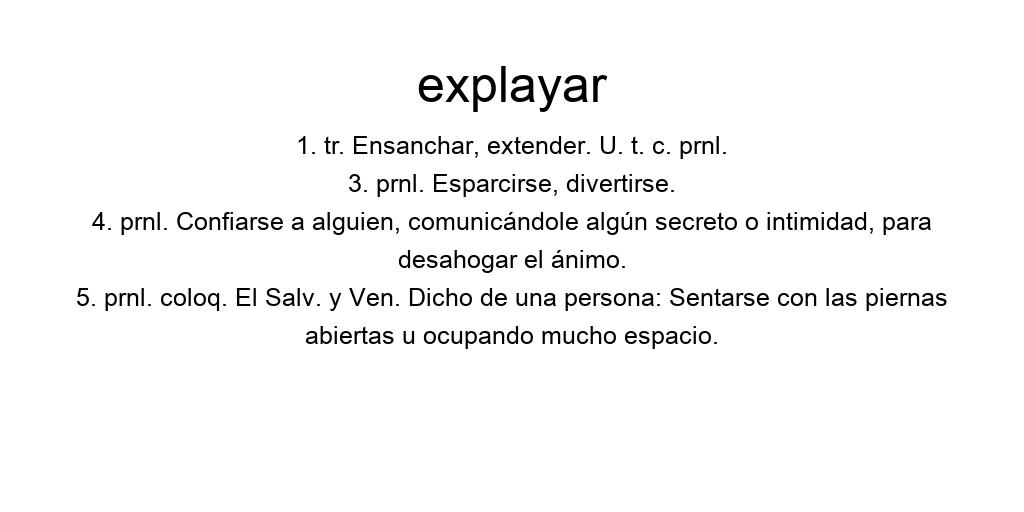 explayar
1. tr. Ensanchar, extender. U. t. c. prnl.
3. prnl. Esparcirse, divertirse.
4. prnl. Confiarse a alguien, comunicándole algún secreto o intimidad, para
desahogar el ánimo.
5. prnl. coloq. El Salv. y Ven. Dicho de una persona: Sentarse con las piernas
abiertas u ocupando mucho espacio.